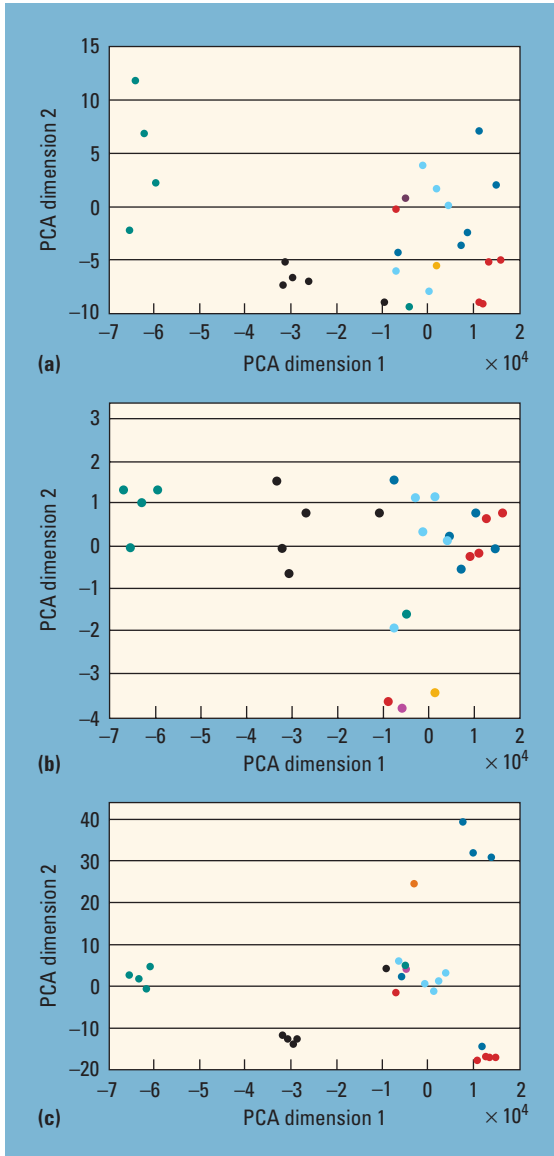 PCA dimension 2
15
10
5
0
–5
–10
–7 –6 –5 –4 –3 –2 –1 0 1 20
(a) PCA dimension 1 × 10⁴
PCA dimension 2
3
2
1
0
–1
–2
–3
–4
–7 –6 –5 –4 –3 –2 –1 0 1 20
(b) PCA dimension 1 × 10⁴
PCA dimension 2
40
30
20
10
0
–10
–20
–7 –6 –5 –4 –3 –2 –1 0 1 20
(c) PCA dimension 1 × 10⁴